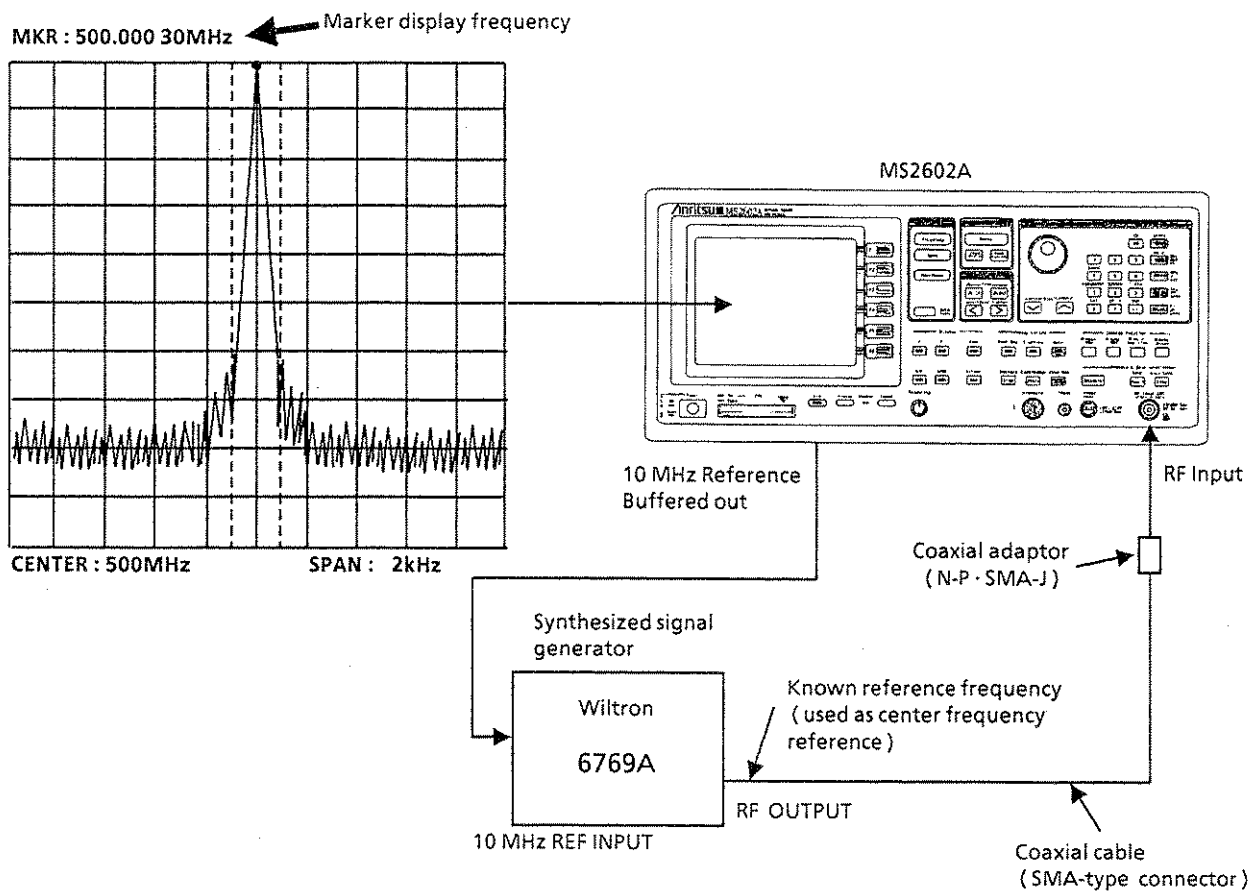 Marker display frequency
MKR : 500.000 30MHz
CENTER : 500MHz
SPAN : 2kHz
MS2602A
Anritsu MS2602A
10 MHz Reference
Buffered out
RF Input
Coaxial adaptor
( N-P · SMA-J )
Synthesized signal
generator
Wiltron
6769A
Known reference frequency
( used as center frequency
reference )
RF OUTPUT
10 MHz REF INPUT
Coaxial cable
( SMA-type connector )